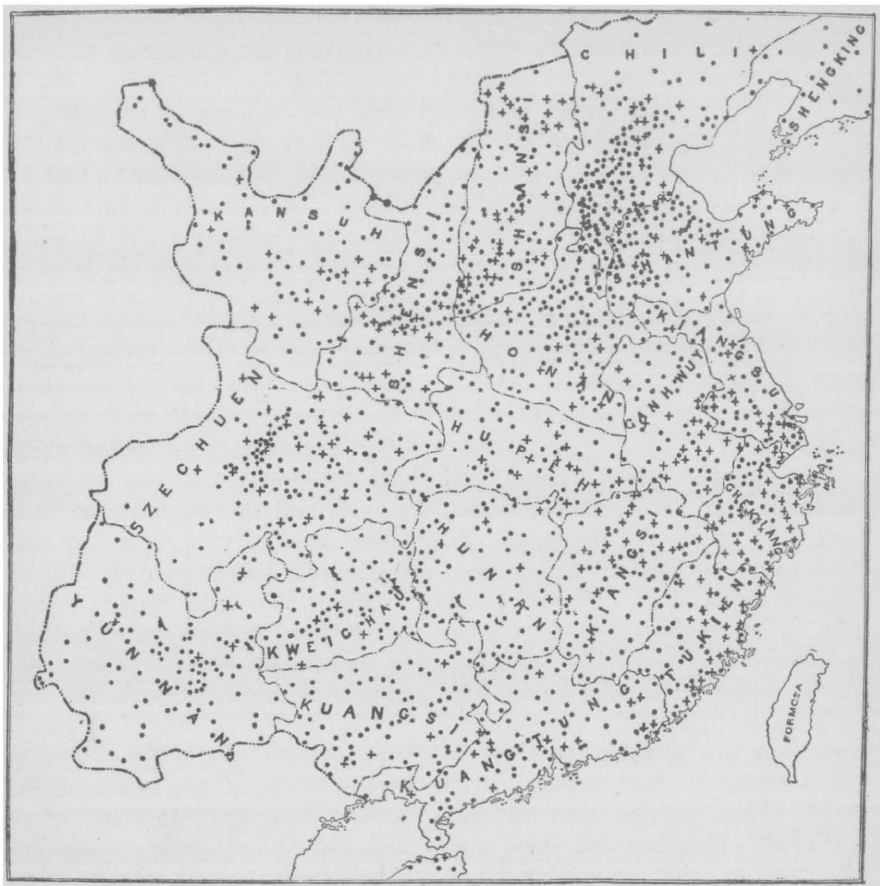 CHILI
SHENGKING
SHANSI
KANSUH
SHENSI
SHANTUNG
HONAN
KIANGSU
GANHWUY
SZECHUEN
HUPEH
CHEKIANG
HUNAN
KIANGSI
YUNNAN
KWEICHAU
FUKIEN
KUANGSI
KUANGTUNG
FORMOSA